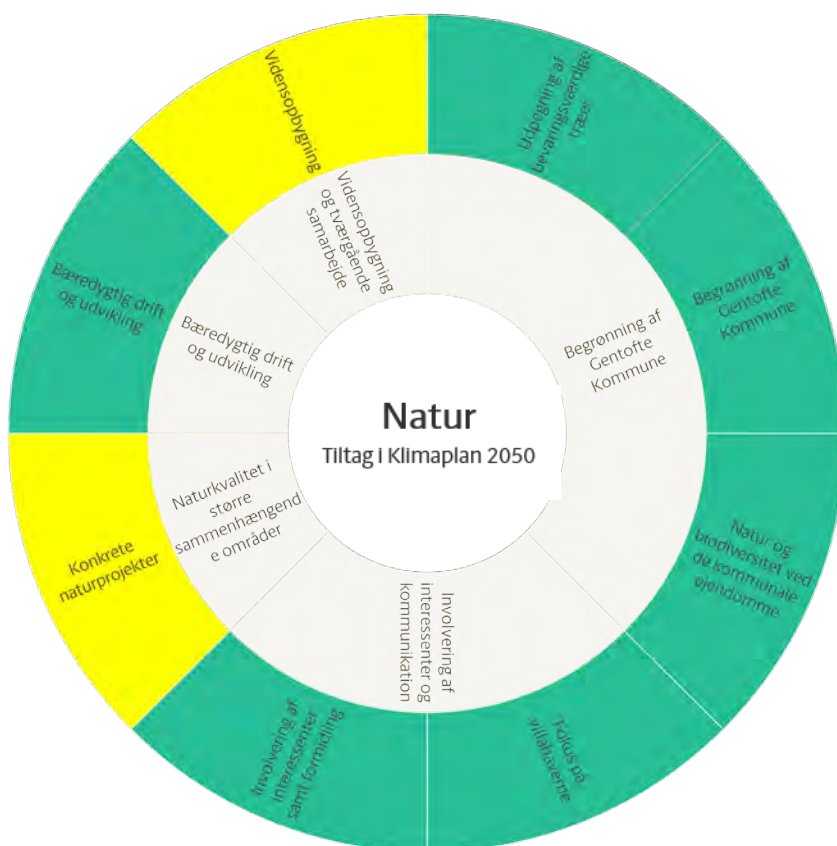 Natur
Tiltag i Klimaplan 2050
Udpegning af
bevaringsværdige
træer
Begrønning af
Gentofte
Kommune
Natur og
biodiversitet ved
de kommunale
ejendomme
Fokus på
villahaverne
Involvering af
interessenter
samt formidling
Konkrete
naturprojekter
Bæredygtig drift
og udvikling
Vidensopbygning
Begrønning af
Gentofte
Kommune
Involvering af
interessenter og
kommunikation
Naturkvalitet i
større
sammenhængend
e områder
Bæredygtig drift
og udvikling
Vidensopbygning
og tværgående
samarbejde